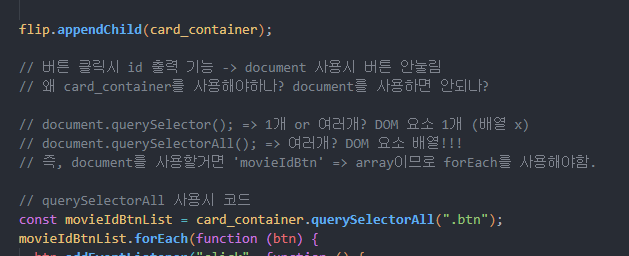 flip.appendChild(card_container);
// 버튼 클릭시 id 출력 기능 -> document 사용시 버튼 안눌림
// 왜 card_container를 사용해야하나? document를 사용하면 안되나?
// document.querySelector(); => 1개 or 여러개? DOM 요소 1개 (배열 x)
// document.querySelectorAll(); => 여러개? DOM 요소 배열!!!
// 즉, document를 사용할거면 'movieIdBtn' => array이므로 forEach를 사용해야함.
// querySelectorAll 사용시 코드
const movieIdBtnList = card_container.querySelectorAll(".btn");
movieIdBtnList.forEach(function (btn) {
btn.addEventListener("click", function () {